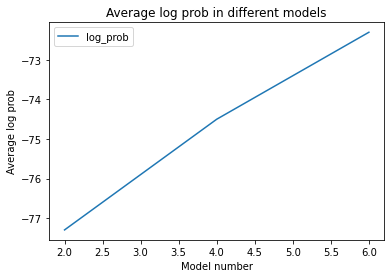 Average log prob in different models
log_prob
−73
−74
−75
−76
−77
Average log prob
2.0 2.5 3.0 3.5 4.0 4.5 5.0 5.5 6.0
Model number